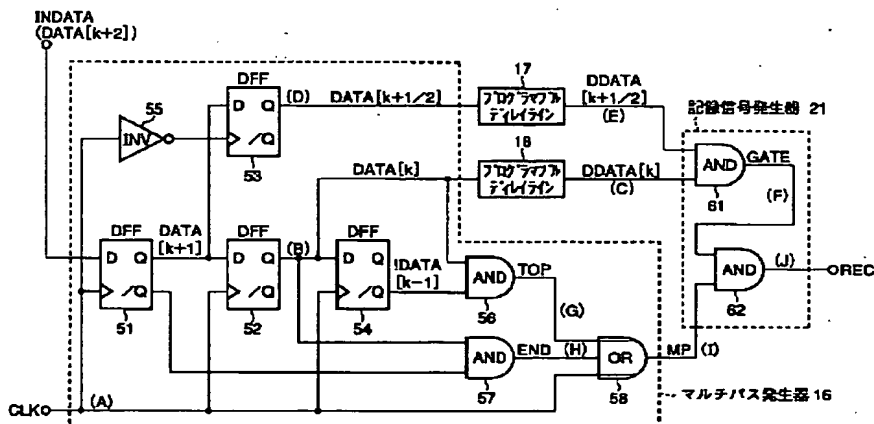 INDATA
(DATA[k+2])
DFF
D Q
/Q
53
(D)
DATA[k+1/2]
17
プログラマブル
ディレイライン
DDATA
[k+1/2]
(E)
記録信号発生器 21
55
INV
DATA[k]
18
プログラマブル
ディレイライン
DDATA[k]
(C)
AND
61
GATE
(F)
DFF
D Q
/Q
51
DATA
[k+1]
DFF
D Q
/Q
52
(B)
DFF
D Q
/Q
54
!DATA
[k-1]
AND
56
TOP
(G)
AND
62
(J)
REC
AND
57
END
(H)
OR
58
MP
(I)
CLK
(A)
マルチパス発生器 16